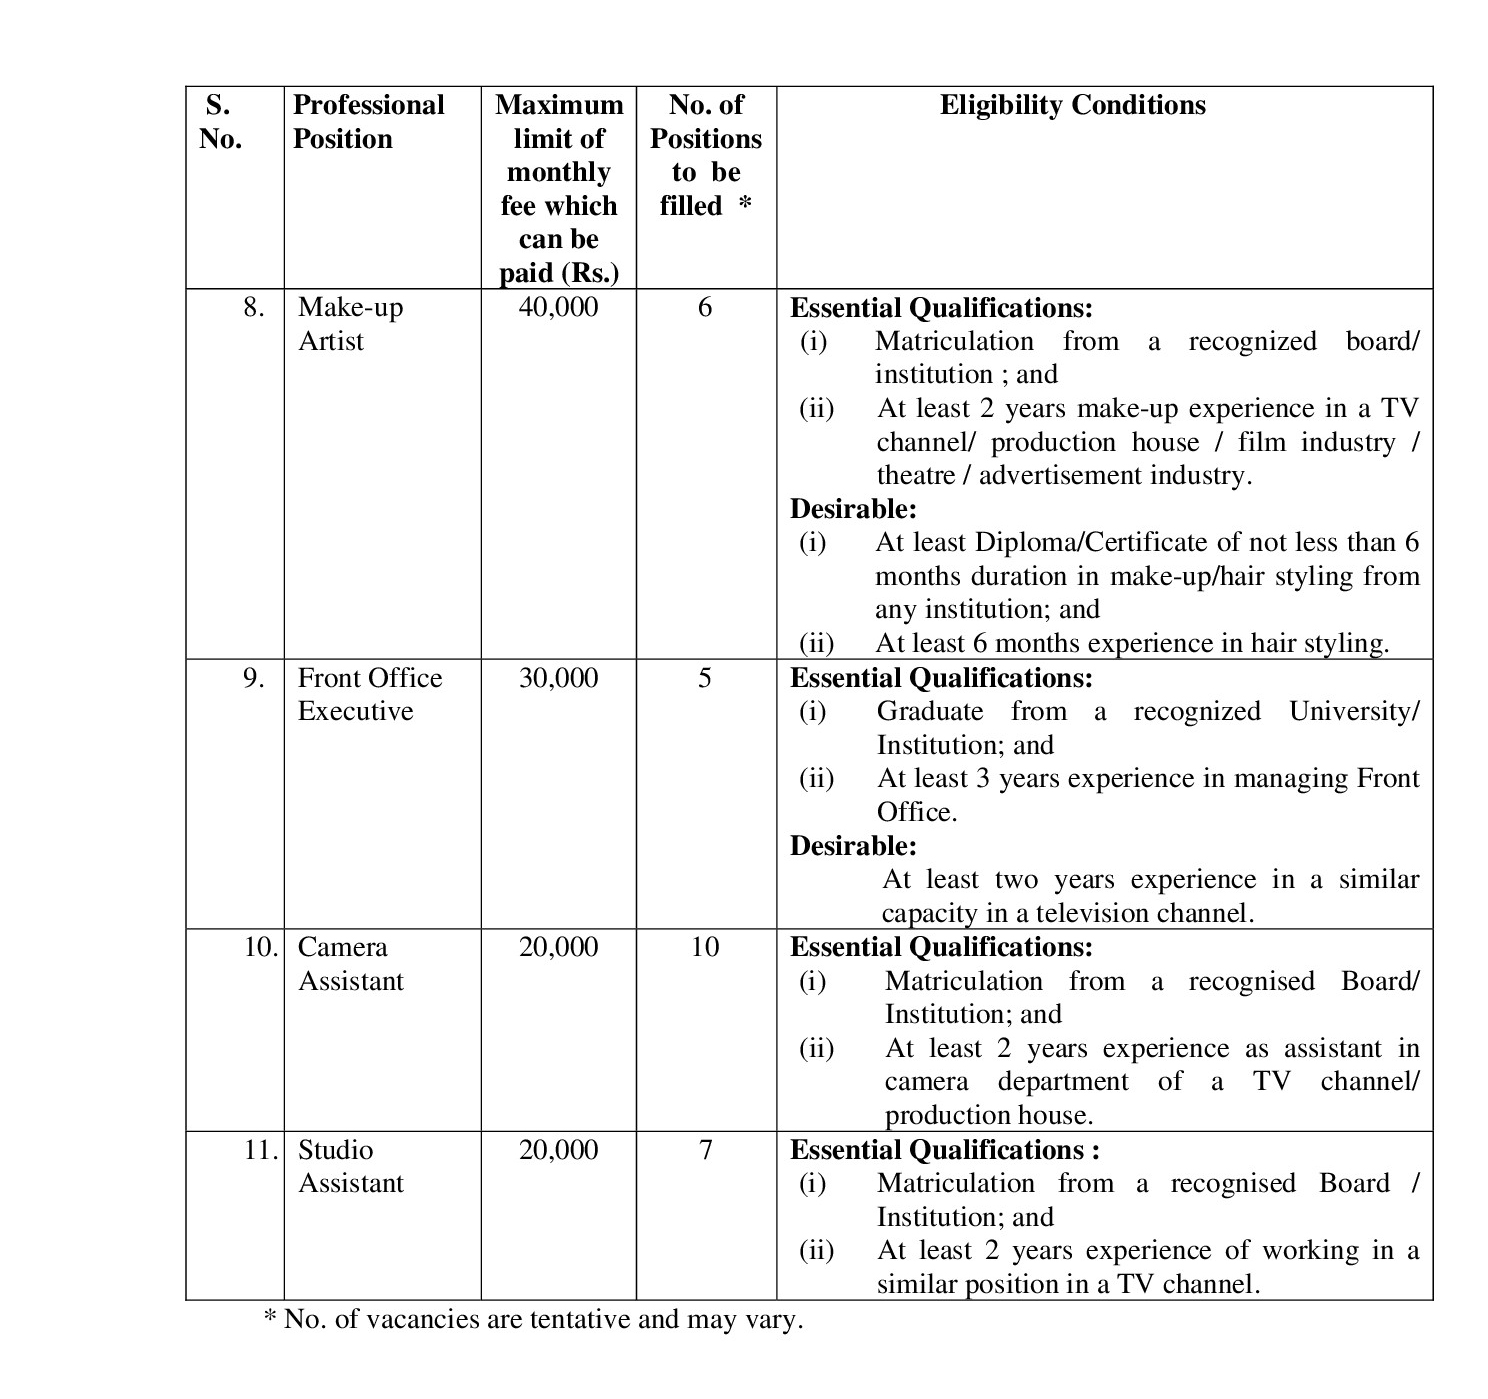 S. No.
Professional Position
Maximum limit of monthly fee which can be paid (Rs.)
No. of Positions to be filled *
Eligibility Conditions
8.
Make-up
Artist
40,000
6
Essential Qualifications:
(i) Matriculation from a recognized board/
institution ; and
(ii) At least 2 years make-up experience in a TV
channel/ production house / film industry /
theatre / advertisement industry.
Desirable:
(i) At least Diploma/Certificate of not less than 6
months duration in make-up/hair styling from
any institution; and
(ii) At least 6 months experience in hair styling.
9.
Front Office
Executive
30,000
5
Essential Qualifications:
(i) Graduate from a recognized University/
Institution; and
(ii) At least 3 years experience in managing Front
Office.
Desirable:
At least two years experience in a similar
capacity in a television channel.
10.
Camera
Assistant
20,000
10
Essential Qualifications:
(i) Matriculation from a recognised Board/
Institution; and
(ii) At least 2 years experience as assistant in
camera department of a TV channel/
production house.
11.
Studio
Assistant
20,000
7
Essential Qualifications :
(i) Matriculation from a recognised Board /
Institution; and
(ii) At least 2 years experience of working in a
similar position in a TV channel.
* No. of vacancies are tentative and may vary.